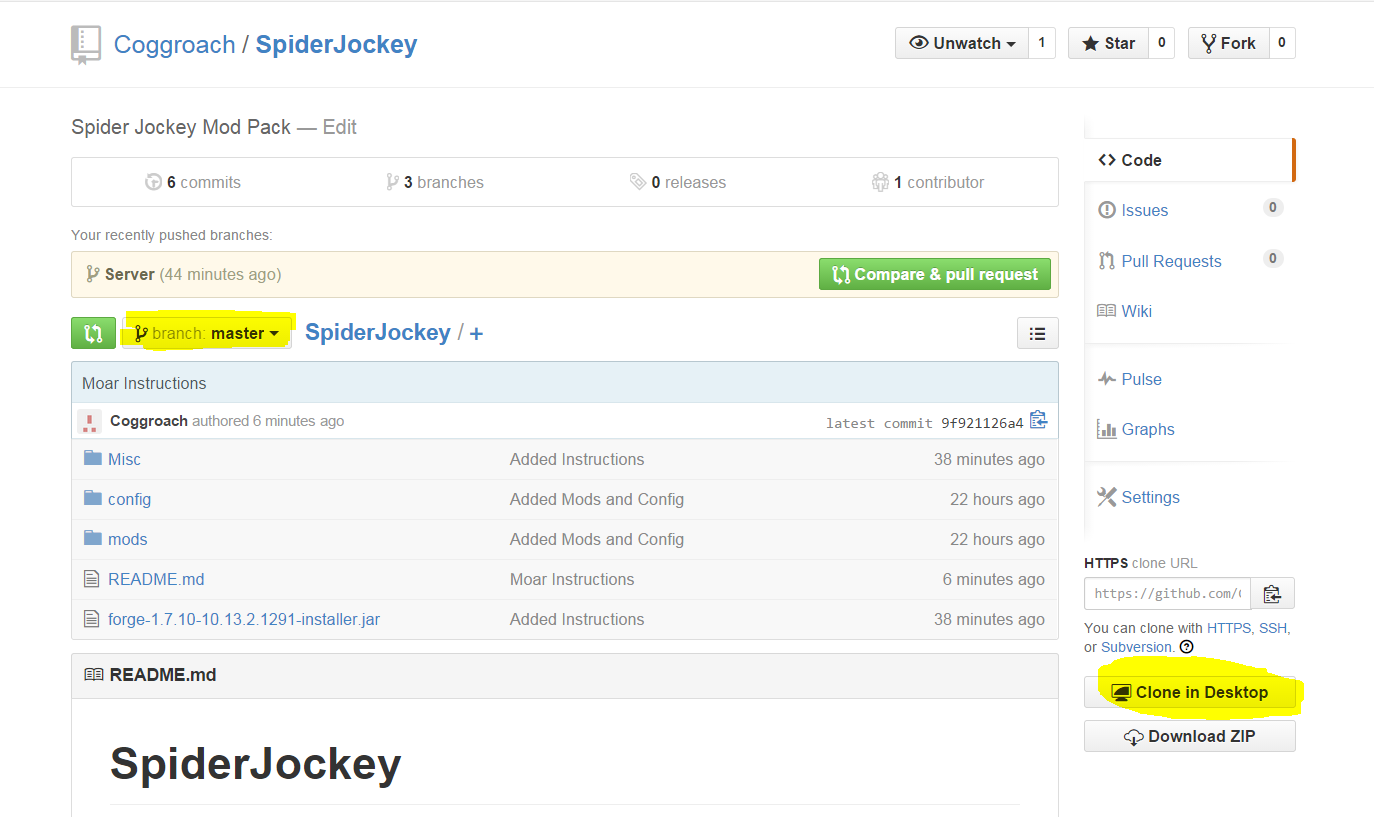 Coggroach / SpiderJockey
Unwatch 1 Star 0 Fork 0
Spider Jockey Mod Pack — Edit
6 commits 3 branches 0 releases 1 contributor
Your recently pushed branches:
Server (44 minutes ago) Compare & pull request
branch: master SpiderJockey / +
Moar Instructions
Coggroach authored 6 minutes ago latest commit 9f921126a4
Misc Added Instructions 38 minutes ago
config Added Mods and Config 22 hours ago
mods Added Mods and Config 22 hours ago
README.md Moar Instructions 6 minutes ago
forge-1.7.10-10.13.2.1291-installer.jar Added Instructions 38 minutes ago
README.md
SpiderJockey
Code
Issues 0
Pull Requests 0
Wiki
Pulse
Graphs
Settings
HTTPS clone URL
https://github.com/
You can clone with HTTPS, SSH,
or Subversion.
Clone in Desktop
Download ZIP